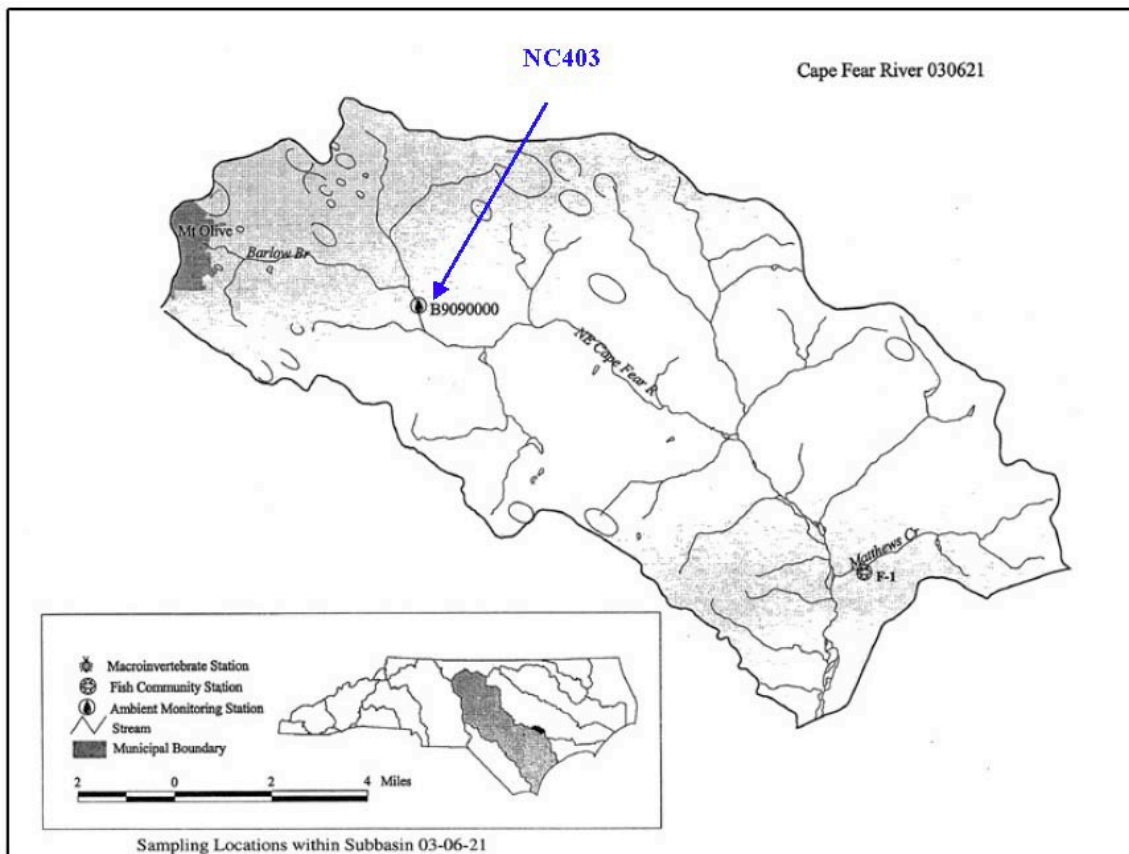 NC403
Cape Fear River 030621
Mt Olive
Barlow Br
B9090000
NE Cape Fear R
Matthews Cr
F-1
Macroinvertebrate Station
Fish Community Station
Ambient Monitoring Station
Stream
Municipal Boundary
2 0 2 4 Miles
Sampling Locations within Subbasin 03-06-21